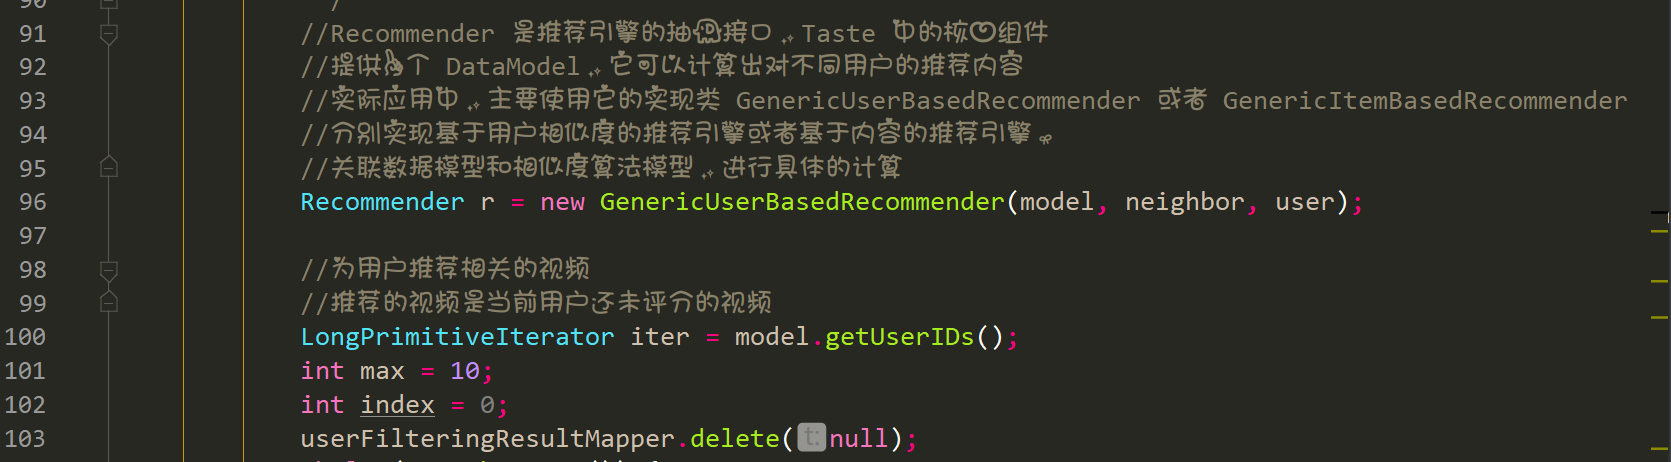 90 */
91 //Recommender 是推荐引擎的抽象接口，Taste 中的核心组件
92 //提供一个 DataModel，它可以计算出对不同用户的推荐内容
93 //实际应用中，主要使用它的实现类 GenericUserBasedRecommender 或者 GenericItemBasedRecommender
94 //分别实现基于用户相似度的推荐引擎或者基于内容的推荐引擎。
95 //关联数据模型和相似度算法模型，进行具体的计算
96 Recommender r = new GenericUserBasedRecommender(model, neighbor, user);
97
98 //为用户推荐相关的视频
99 //推荐的视频是当前用户还未评分的视频
100 LongPrimitiveIterator iter = model.getUserIDs();
101 int max = 10;
102 int index = 0;
103 userFilteringResultMapper.delete(t: null);